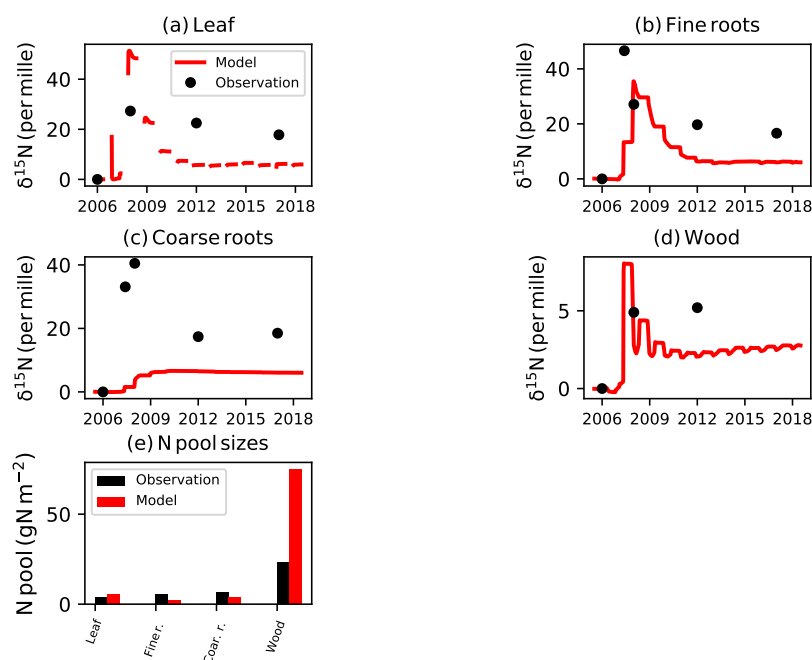 (a) Leaf
δ¹⁵N (per mille)
40
20
0
Model
Observation
2006 2009 2012 2015 2018
(b) Fine roots
δ¹⁵N (per mille)
40
20
0
2006 2009 2012 2015 2018
(c) Coarse roots
δ¹⁵N (per mille)
40
20
0
2006 2009 2012 2015 2018
(d) Wood
δ¹⁵N (per mille)
5
0
2006 2009 2012 2015 2018
(e) N pool sizes
N pool (gN m⁻²)
50
0
Observation
Model
Leaf
Fine r.
Coar. r.
Wood